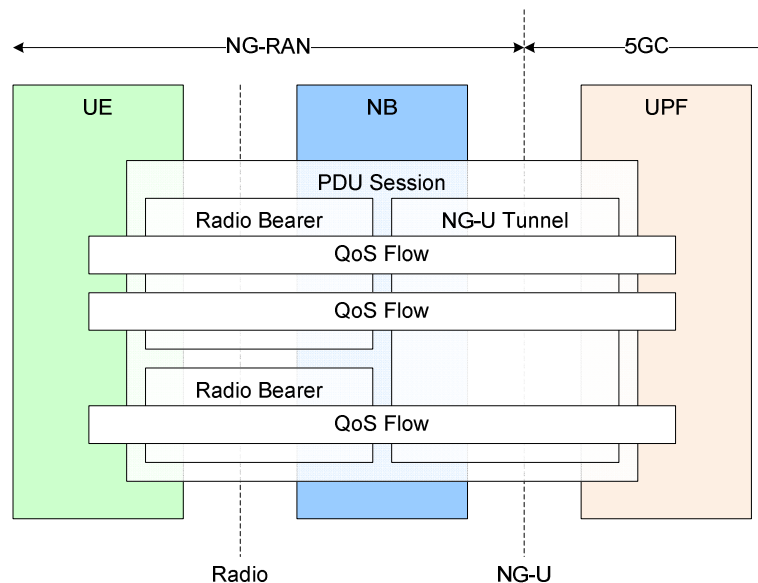 NG-RAN
5GC
UE
NB
UPF
PDU Session
Radio Bearer
NG-U Tunnel
QoS Flow
QoS Flow
Radio Bearer
QoS Flow
Radio
NG-U